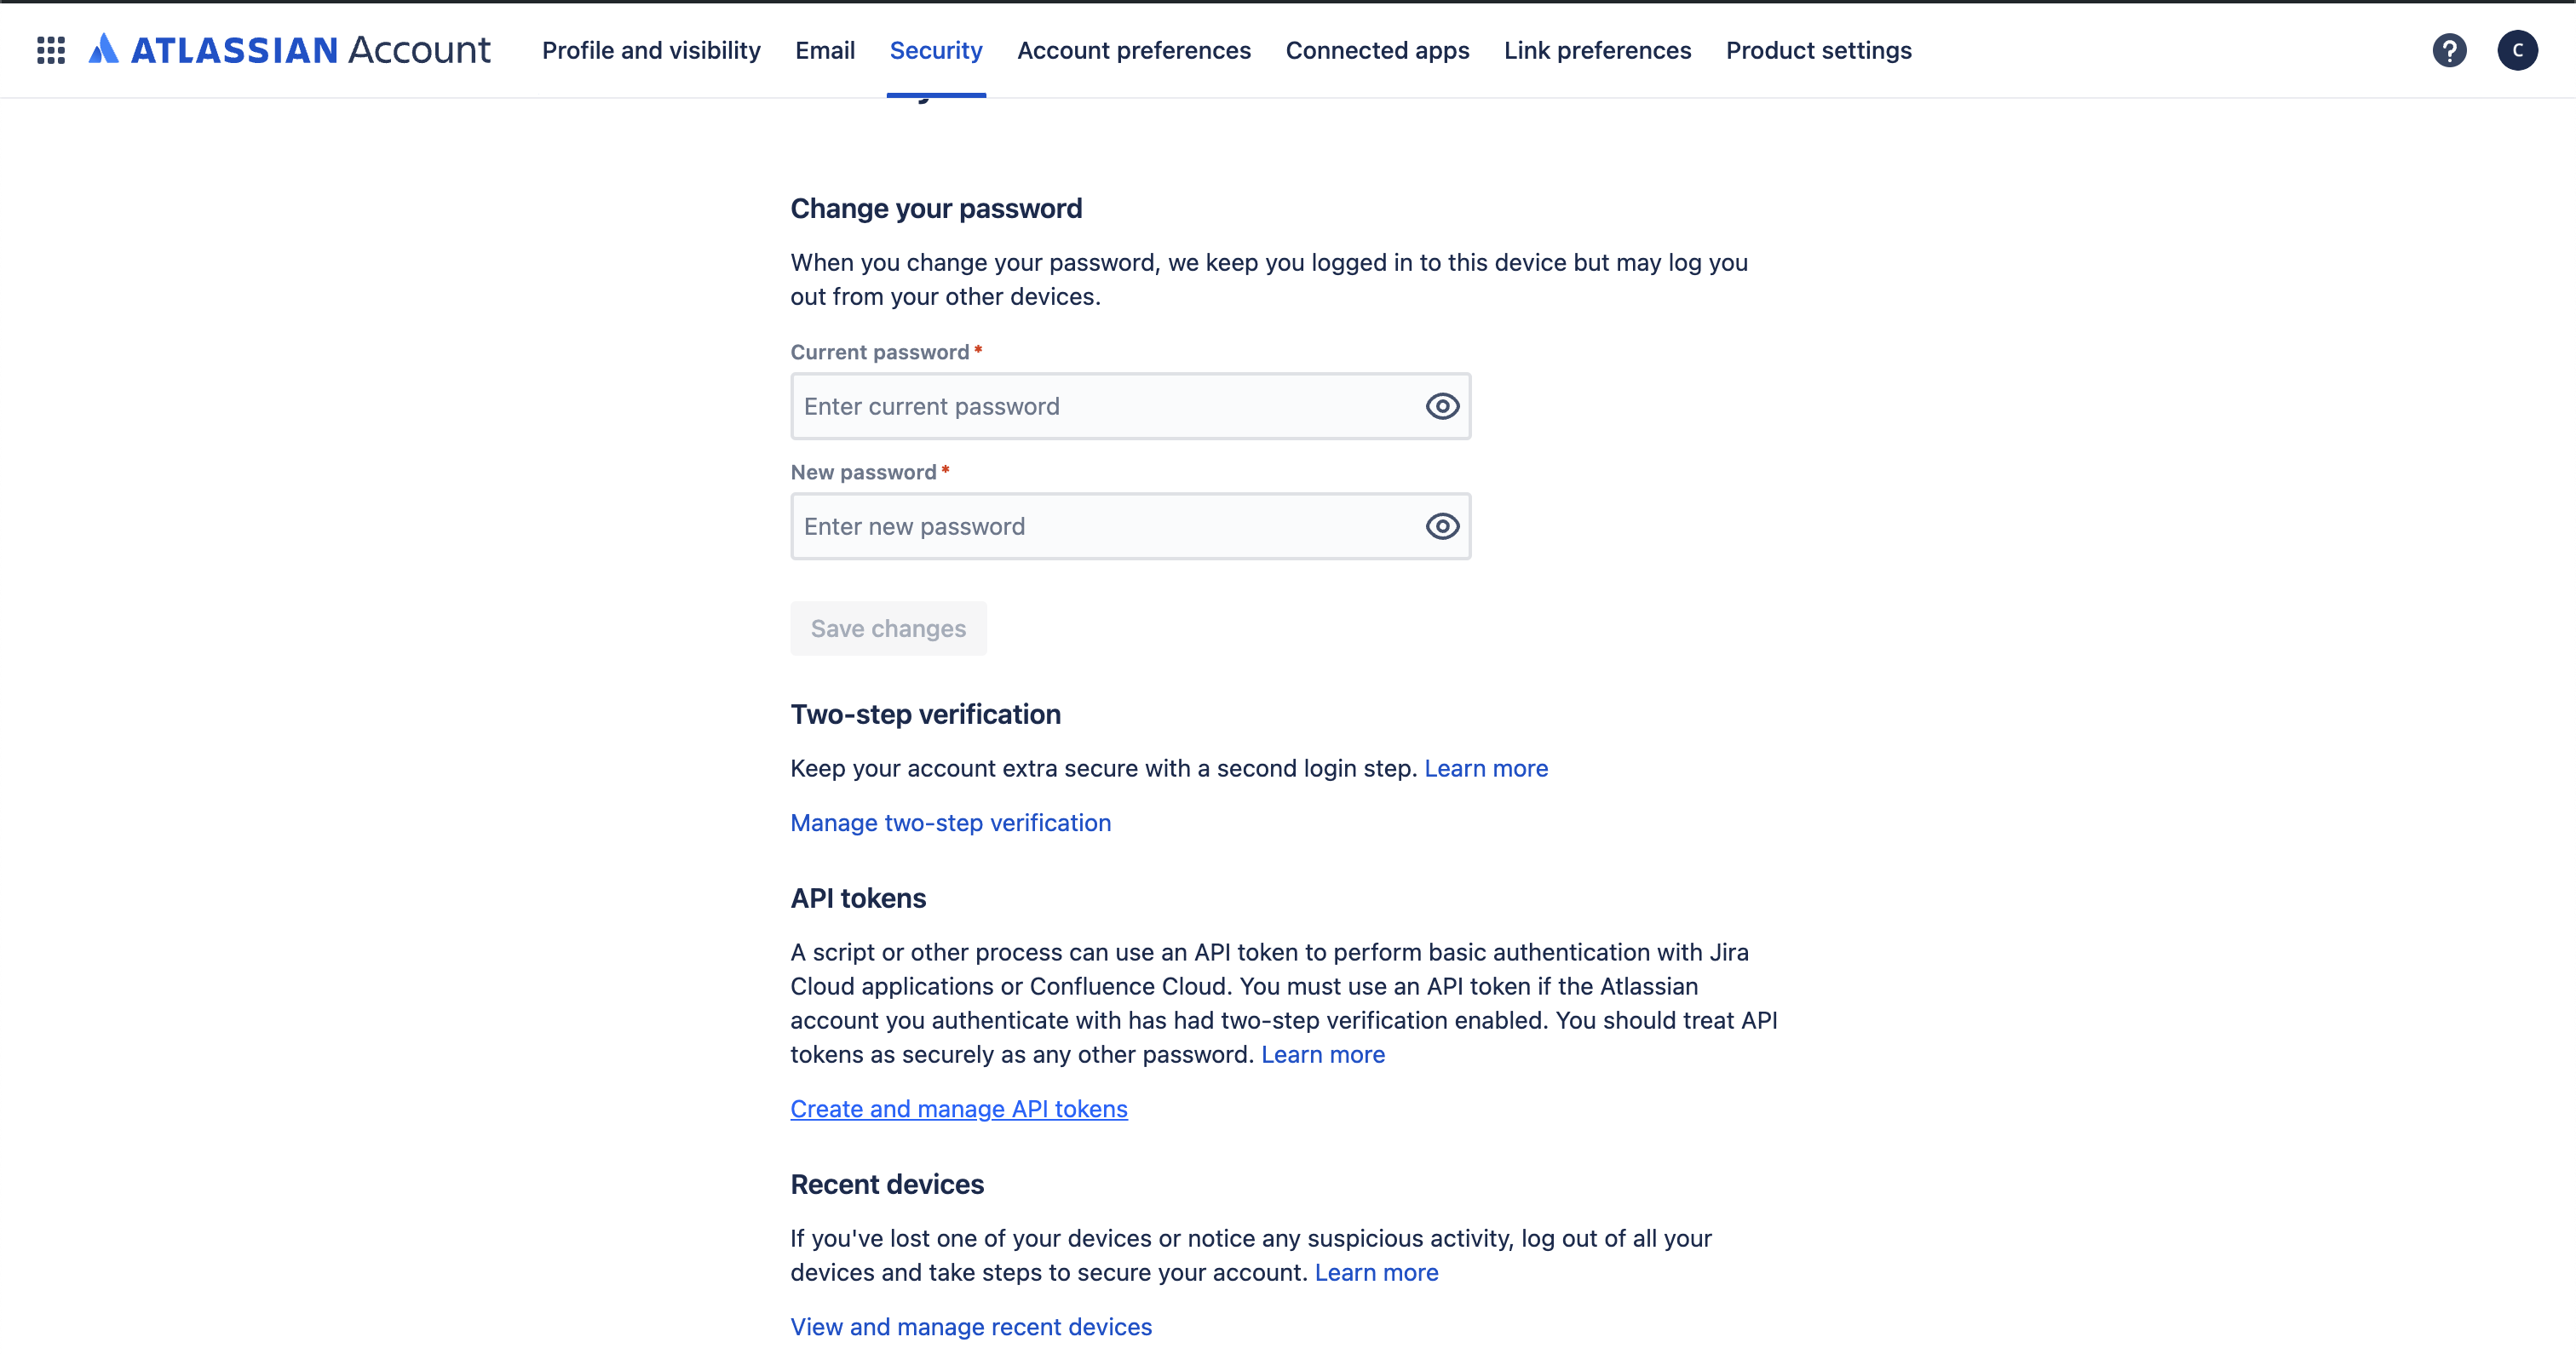 ATLASSIAN Account
Profile and visibility
Email
Security
Account preferences
Connected apps
Link preferences
Product settings
?
C
Change your password
When you change your password, we keep you logged in to this device but may log you
out from your other devices.
Current password *
Enter current password
New password *
Enter new password
Save changes
Two-step verification
Keep your account extra secure with a second login step. Learn more
Manage two-step verification
API tokens
A script or other process can use an API token to perform basic authentication with Jira
Cloud applications or Confluence Cloud. You must use an API token if the Atlassian
account you authenticate with has had two-step verification enabled. You should treat API
tokens as securely as any other password. Learn more
Create and manage API tokens
Recent devices
If you've lost one of your devices or notice any suspicious activity, log out of all your
devices and take steps to secure your account. Learn more
View and manage recent devices